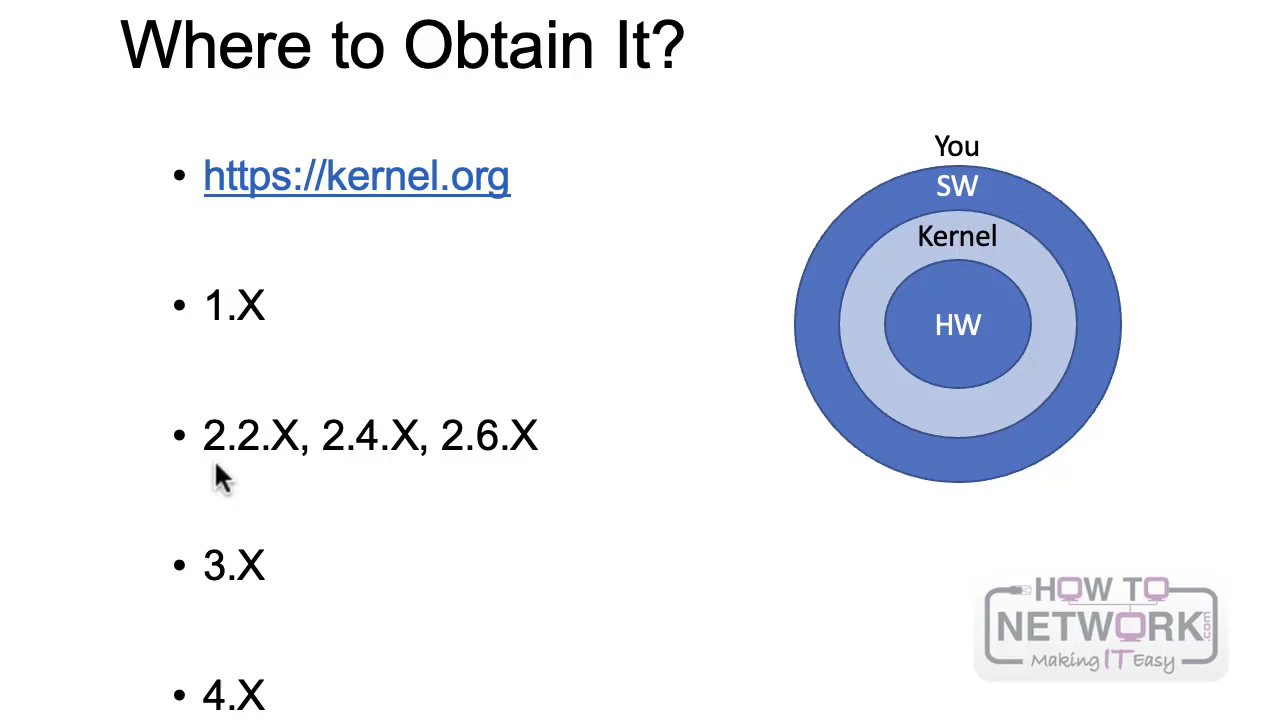 Where to Obtain It?
• https://kernel.org
• 1.X
• 2.2.X, 2.4.X, 2.6.X
• 3.X
• 4.X
You
SW
Kernel
HW
HOW TO
NETWORK.com
Making IT Easy